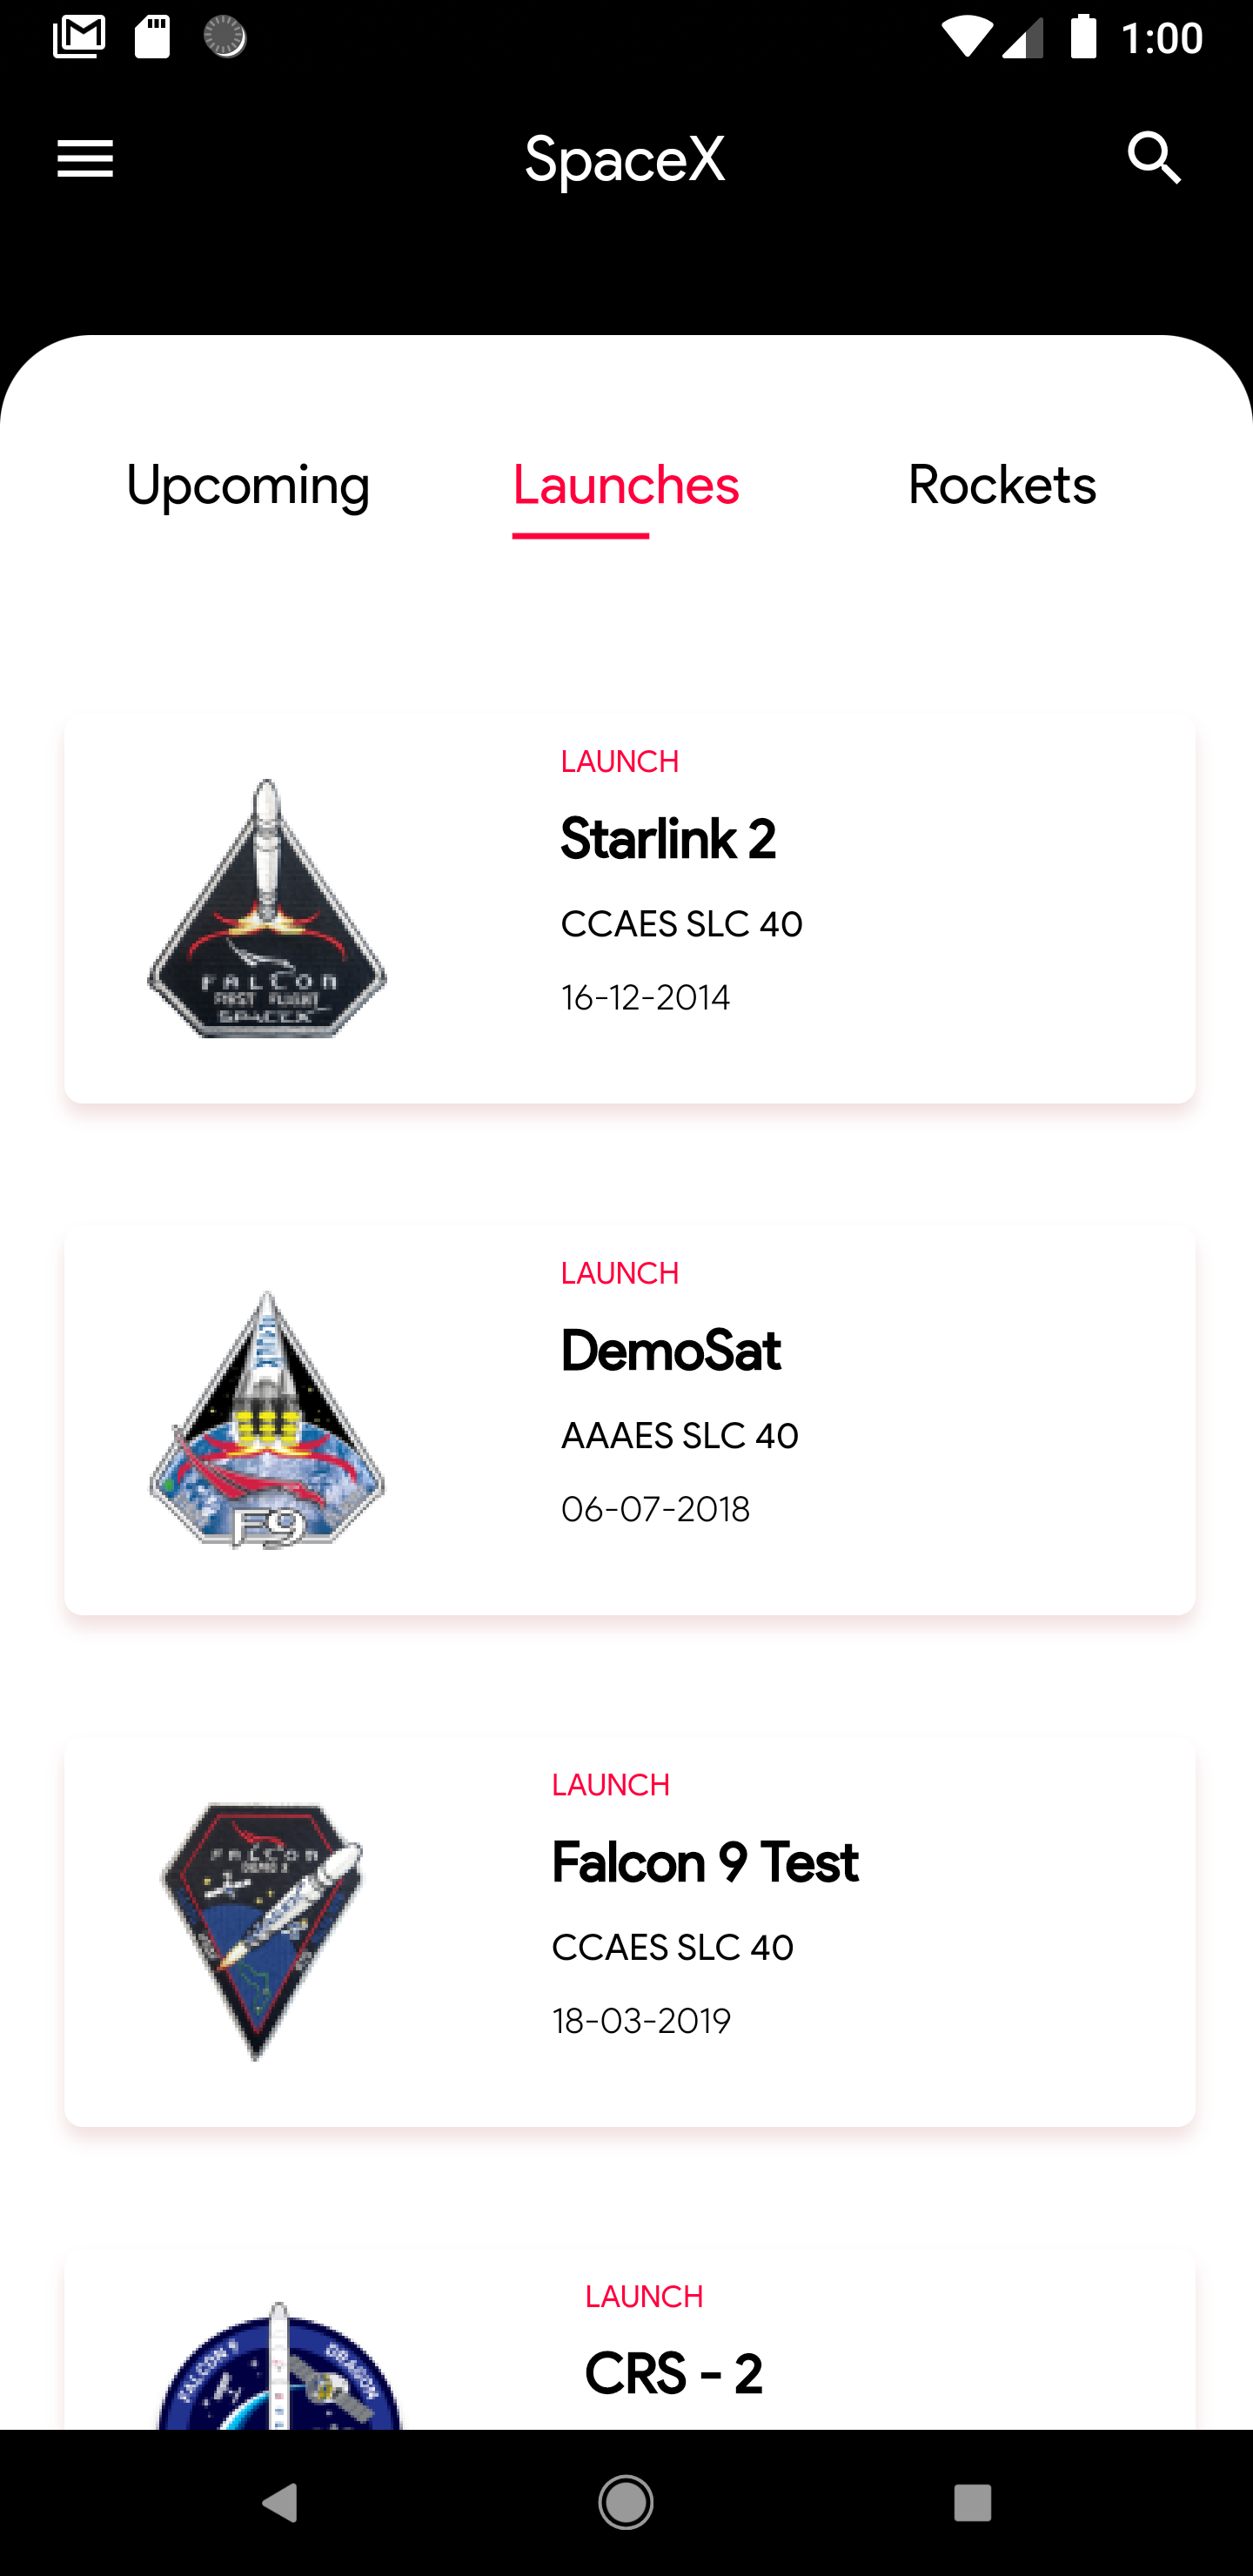 1:00
SpaceX
Upcoming Launches Rockets
LAUNCH
Starlink 2
CCAES SLC 40
16-12-2014
FALCON
FIRST FLIGHT
SPACEX
LAUNCH
DemoSat
AAAES SLC 40
06-07-2018
F9
LAUNCH
Falcon 9 Test
CCAES SLC 40
18-03-2019
FALCON
LAUNCH
CRS - 2
FALCON 9
DRAGON